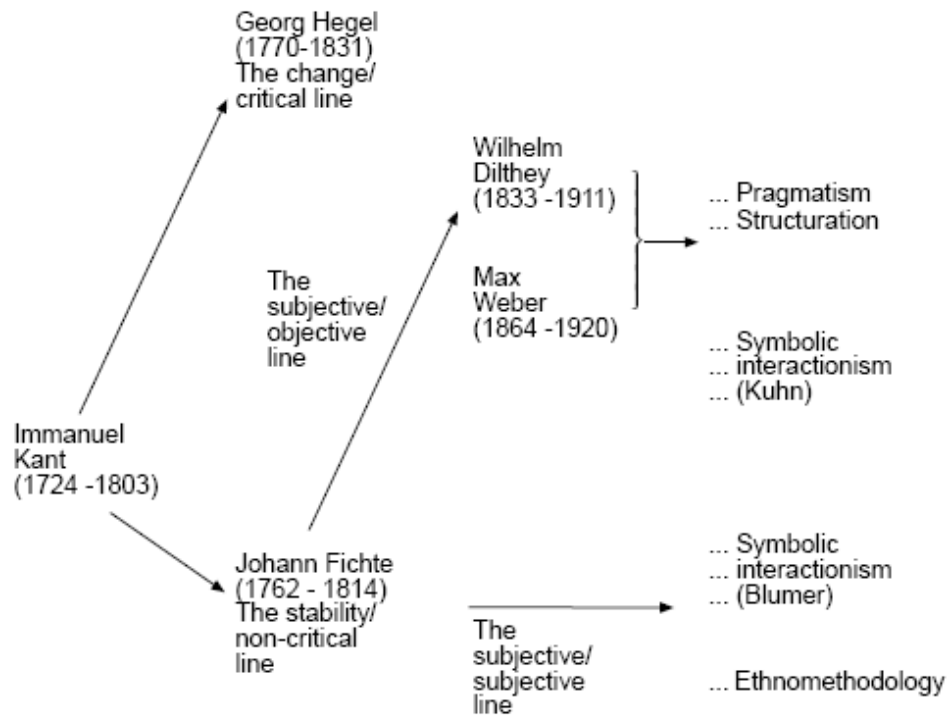 Georg Hegel
(1770-1831)
The change/
critical line
Wilhelm
Dilthey
(1833 -1911)
... Pragmatism
... Structuration
The
subjective/
objective
line
Max
Weber
(1864 -1920)
... Symbolic
... interactionism
... (Kuhn)
Immanuel
Kant
(1724 -1803)
Johann Fichte
(1762 - 1814)
The stability/
non-critical
line
... Symbolic
... interactionism
... (Blumer)
The
subjective/
subjective
line
... Ethnomethodology